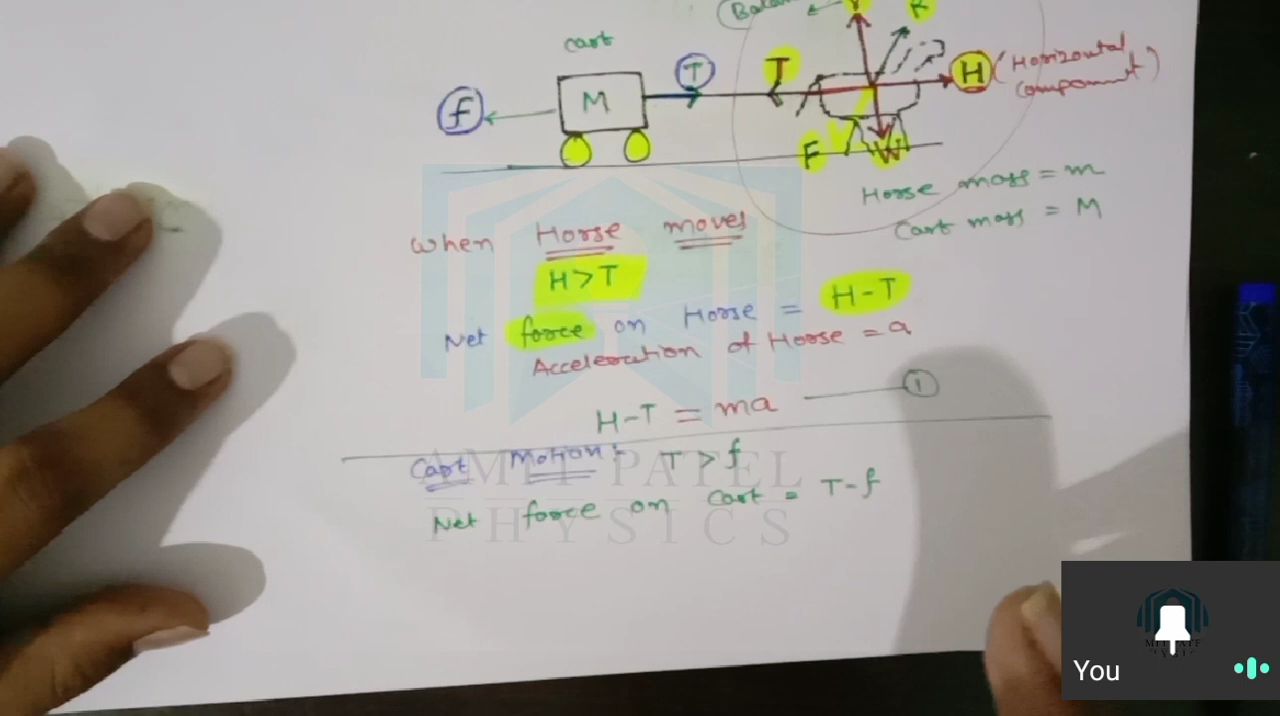 Balan
V
R
cart
T
T
H (Horizontal component)
f
M
F
W
Horse mass = m
Cart mass = M
When Horse moves
H > T
Net force on Horse = H-T
Acceleration of Horse = a
H-T = ma ——— ①
Cart Motion:- T > f
Net force on Cart = T-f
AMIT PATEL
PHYSICS
You